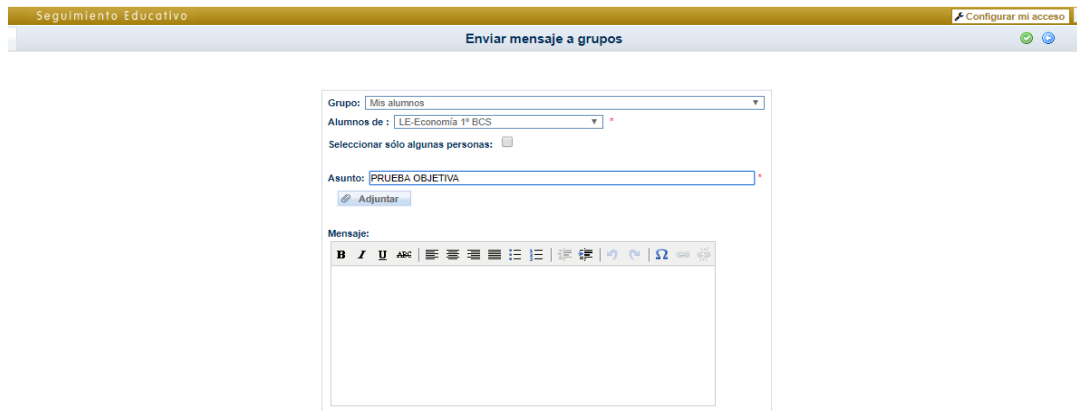 Seguimiento Educativo
Configurar mi acceso
Enviar mensaje a grupos
Grupo: Mis alumnos
Alumnos de : LE-Economía 1º BCS *
Seleccionar sólo algunas personas:
Asunto: PRUEBA OBJETIVA *
Adjuntar
Mensaje:
B I U ABC Ω